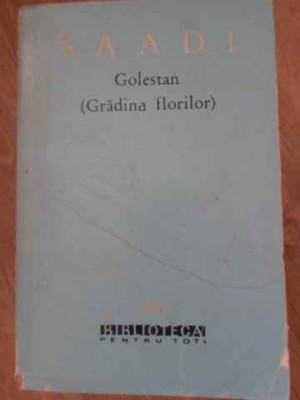 SAADI
Golestan
(Grădina florilor)
BIBLIOTECA
PENTRU TOȚI